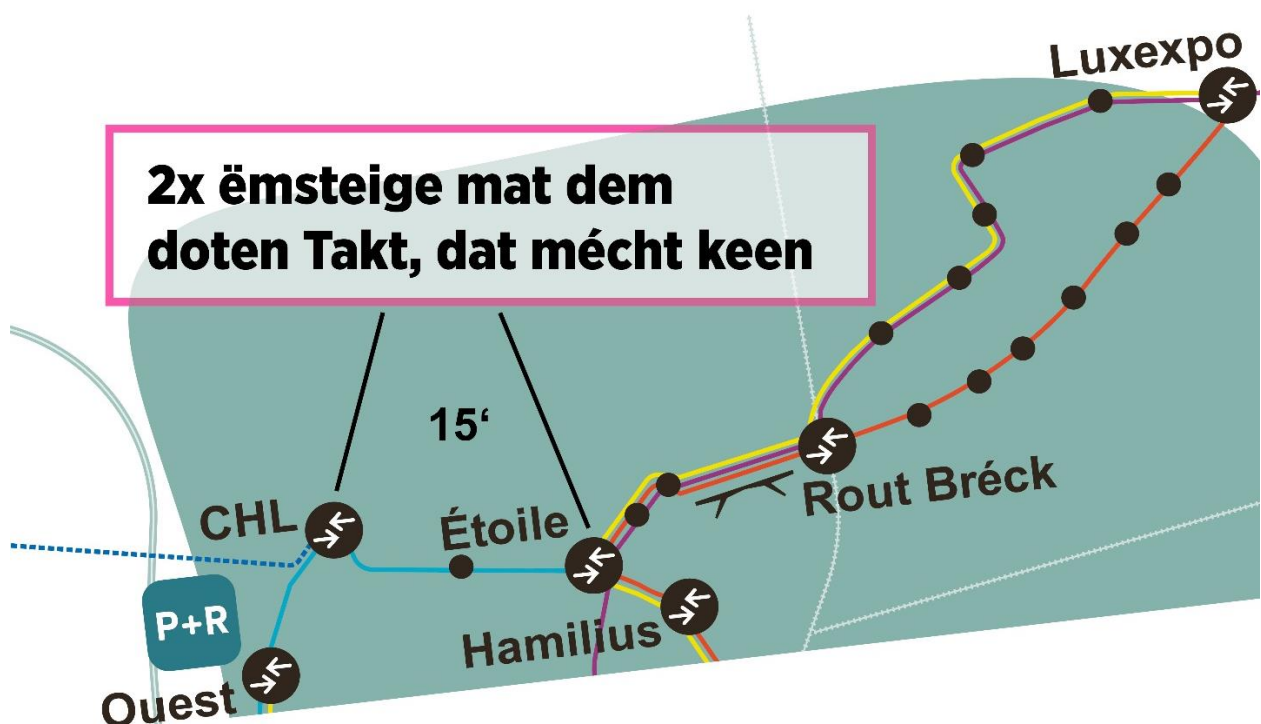 Luxexpo
2x ëmsteige mat dem
doten Takt, dat mécht keen
15‘
CHL
Étoile
Rout Bréck
P+R
Hamilius
Ouest